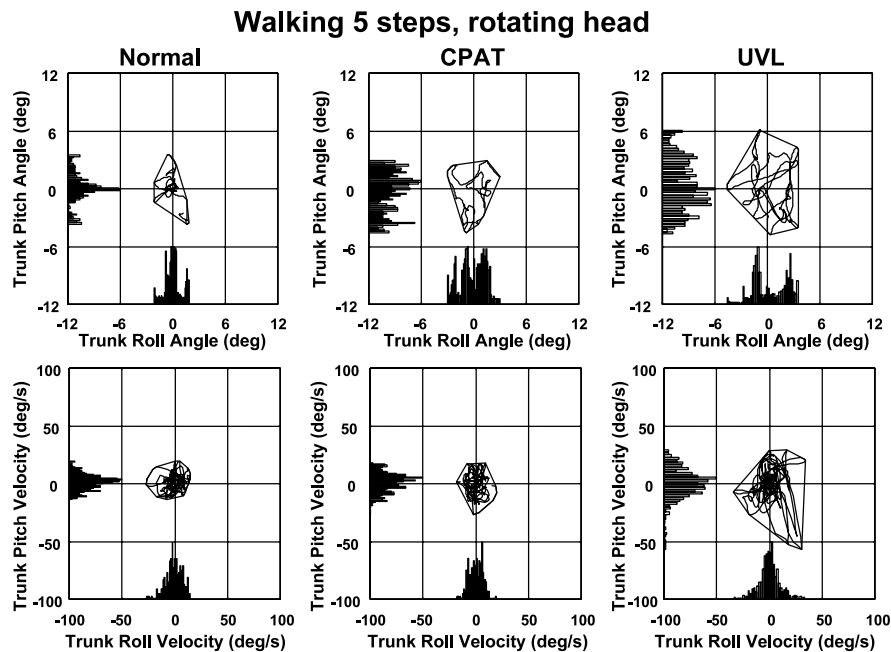 Walking 5 steps, rotating head
Normal
CPAT
UVL
Trunk Pitch Angle (deg)
12
6
0
-6
-12
-12 -6 0 6 12
Trunk Roll Angle (deg)
Trunk Pitch Angle (deg)
12
6
0
-6
-12
-12 -6 0 6 12
Trunk Roll Angle (deg)
Trunk Pitch Angle (deg)
12
6
0
-6
-12
-12 -6 0 6 12
Trunk Roll Angle (deg)
Trunk Pitch Velocity (deg/s)
100
50
0
-50
-100
-100 -50 0 50 100
Trunk Roll Velocity (deg/s)
Trunk Pitch Velocity (deg/s)
100
50
0
-50
-100
-100 -50 0 50 100
Trunk Roll Velocity (deg/s)
Trunk Pitch Velocity (deg/s)
100
50
0
-50
-100
-100 -50 0 50 100
Trunk Roll Velocity (deg/s)